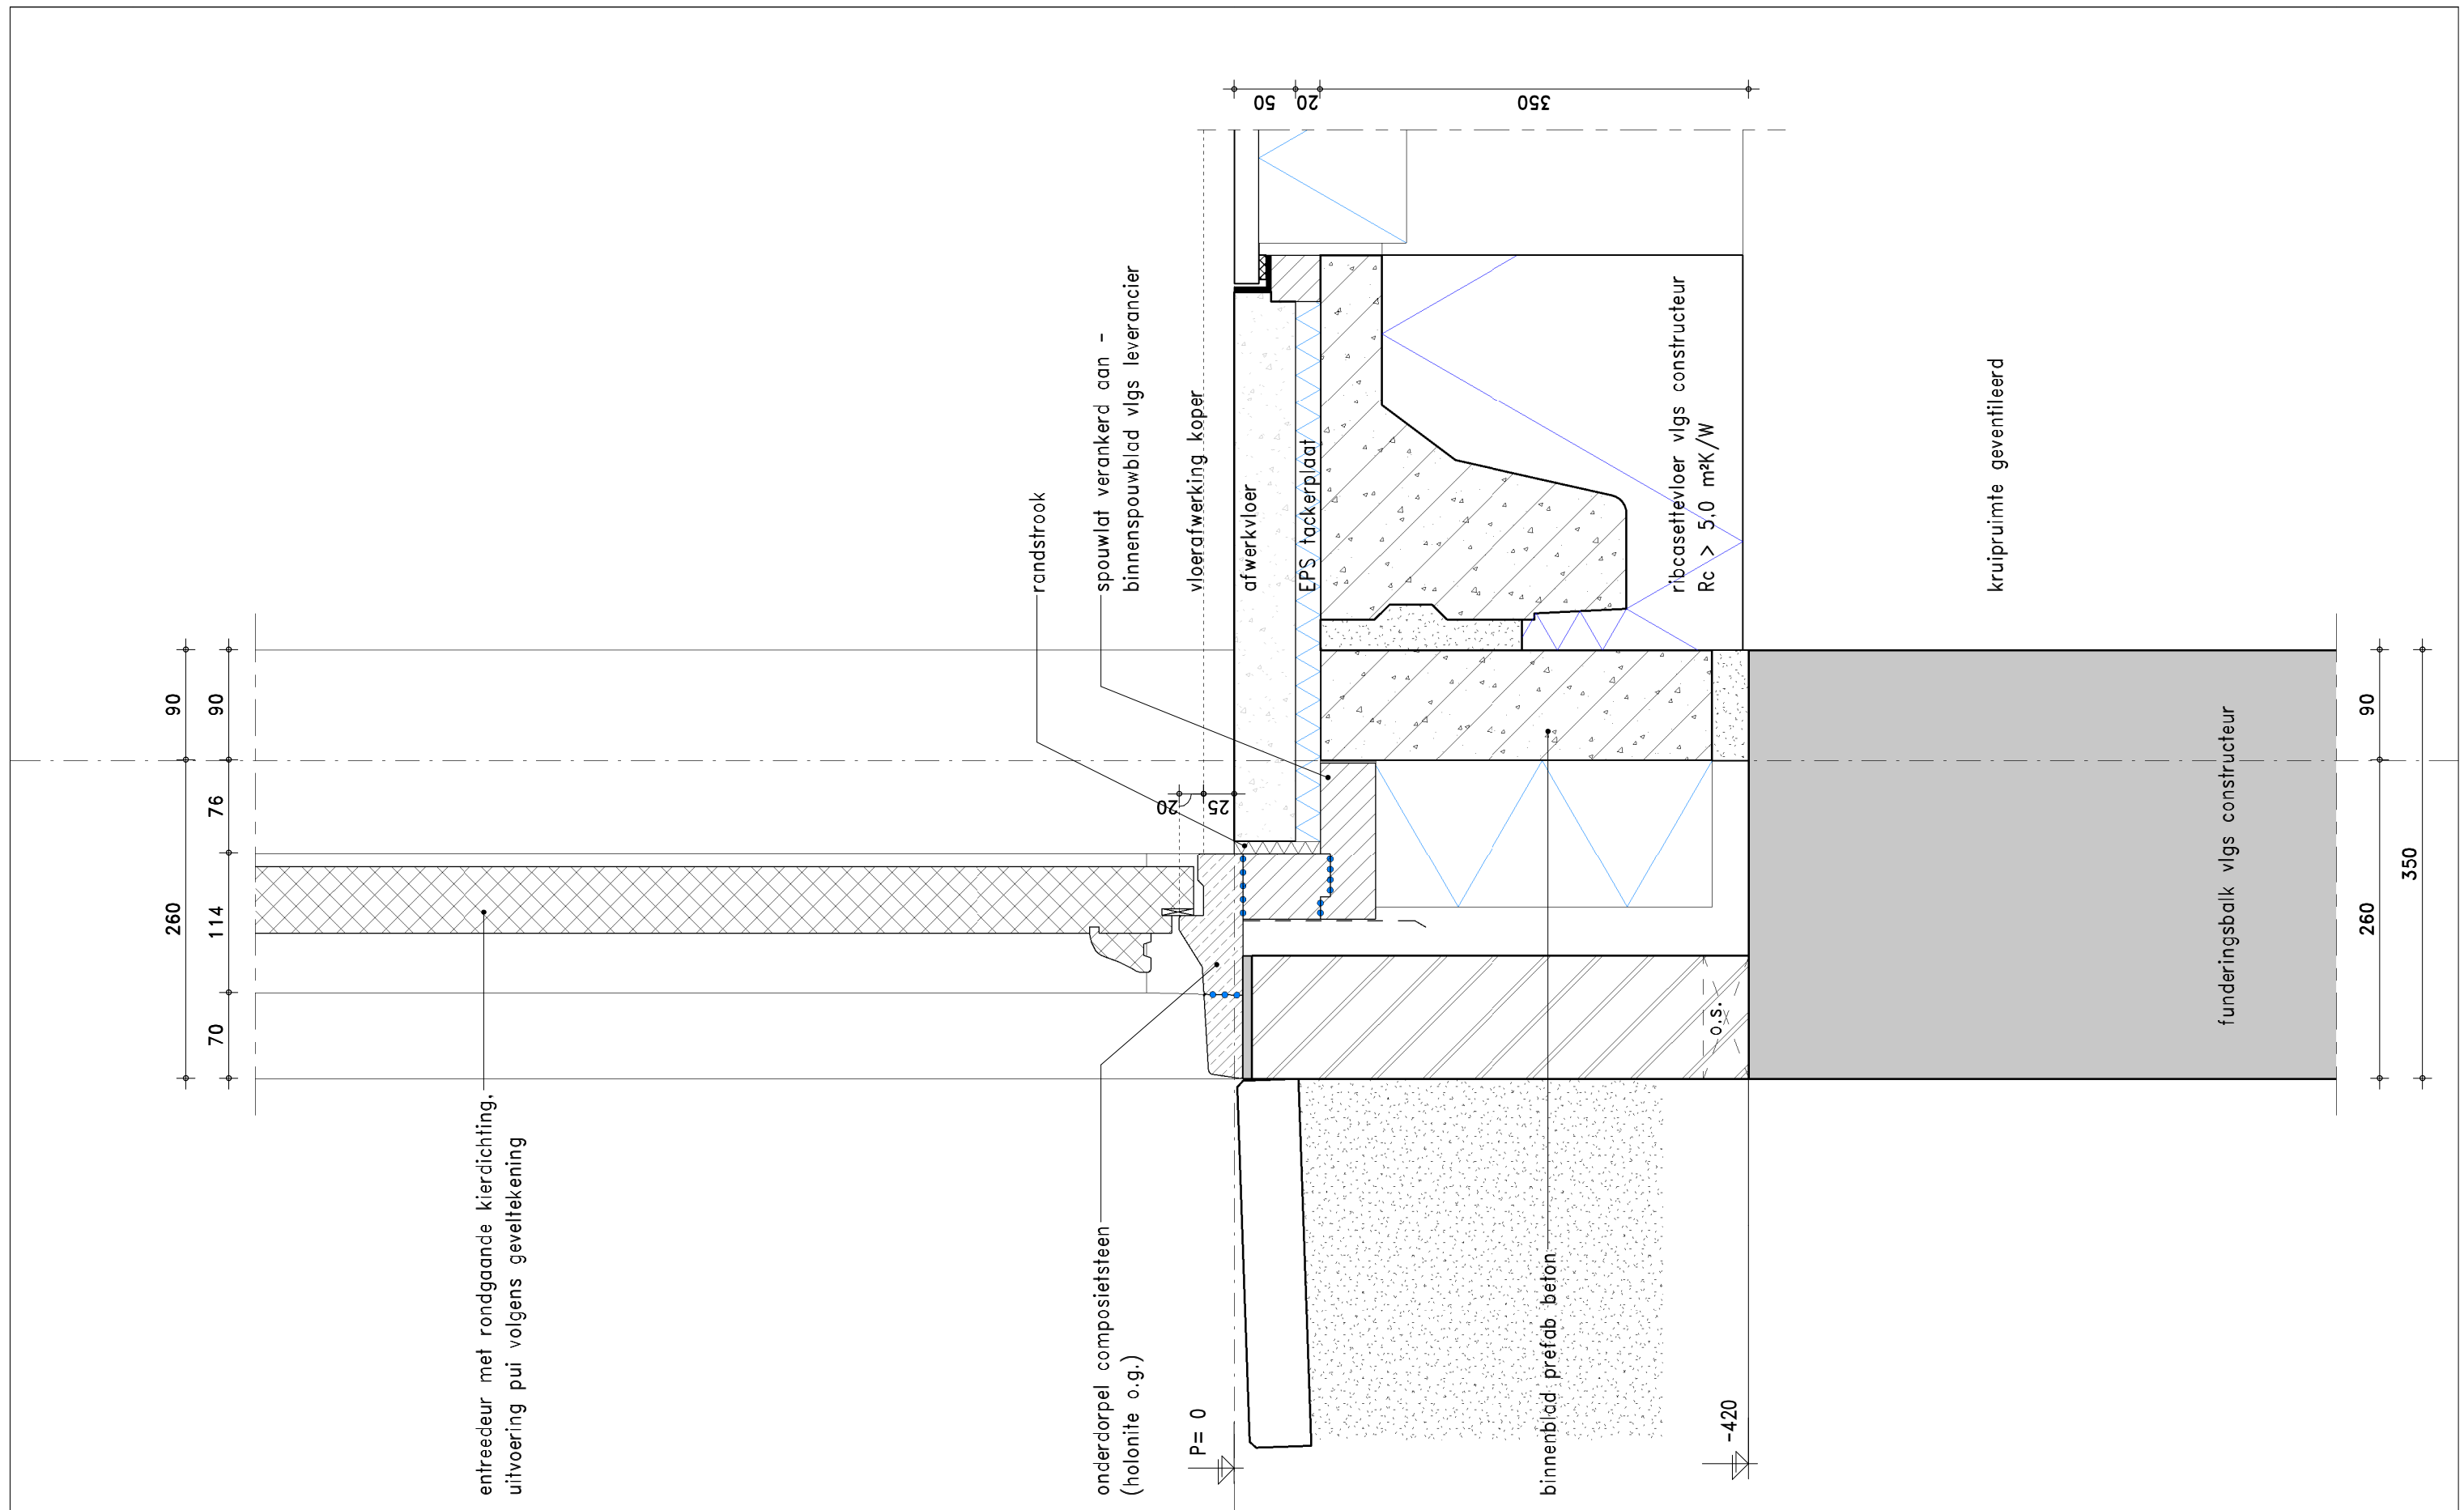 260
90
70
114
76
90
entreedeur met rondgaande kierdichting,
uitvoering pui volgens geveltekening
randstrook
spouwlat verankerd aan -
binnenspouwblad vlgs leverancier
vloerafwerking koper
20
25
afwerkvloer
EPS tackerplaat
50
20
350
onderdorpel composietsteen
(holonite o.g.)
P= 0
binnenblad prefab beton
ribcasettevloer vlgs constructeur
Rc > 5,0 m²K/W
o.s.
-420
kruipruimte geventileerd
funderingsbalk vlgs constructeur
260
90
350